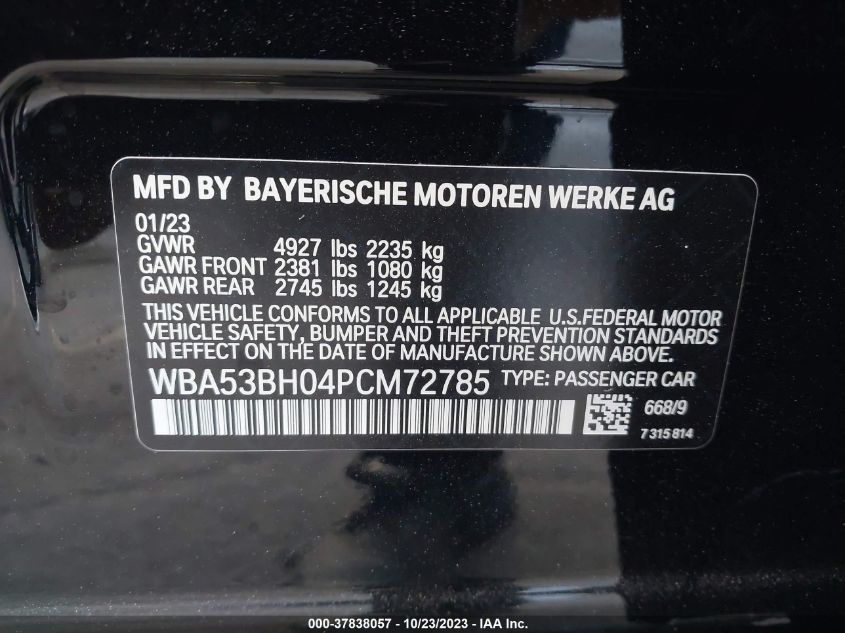 MFD BY BAYERISCHE MOTOREN WERKE AG
01/23
GVWR 4927 lbs 2235 kg
GAWR FRONT 2381 lbs 1080 kg
GAWR REAR 2745 lbs 1245 kg
THIS VEHICLE CONFORMS TO ALL APPLICABLE U.S.FEDERAL MOTOR
VEHICLE SAFETY, BUMPER AND THEFT PREVENTION STANDARDS
IN EFFECT ON THE DATE OF MANUFACTURE SHOWN ABOVE.
WBA53BH04PCM72785 TYPE: PASSENGER CAR
668/9
7 315 814
000-37838057 - 10/23/2023 - IAA Inc.